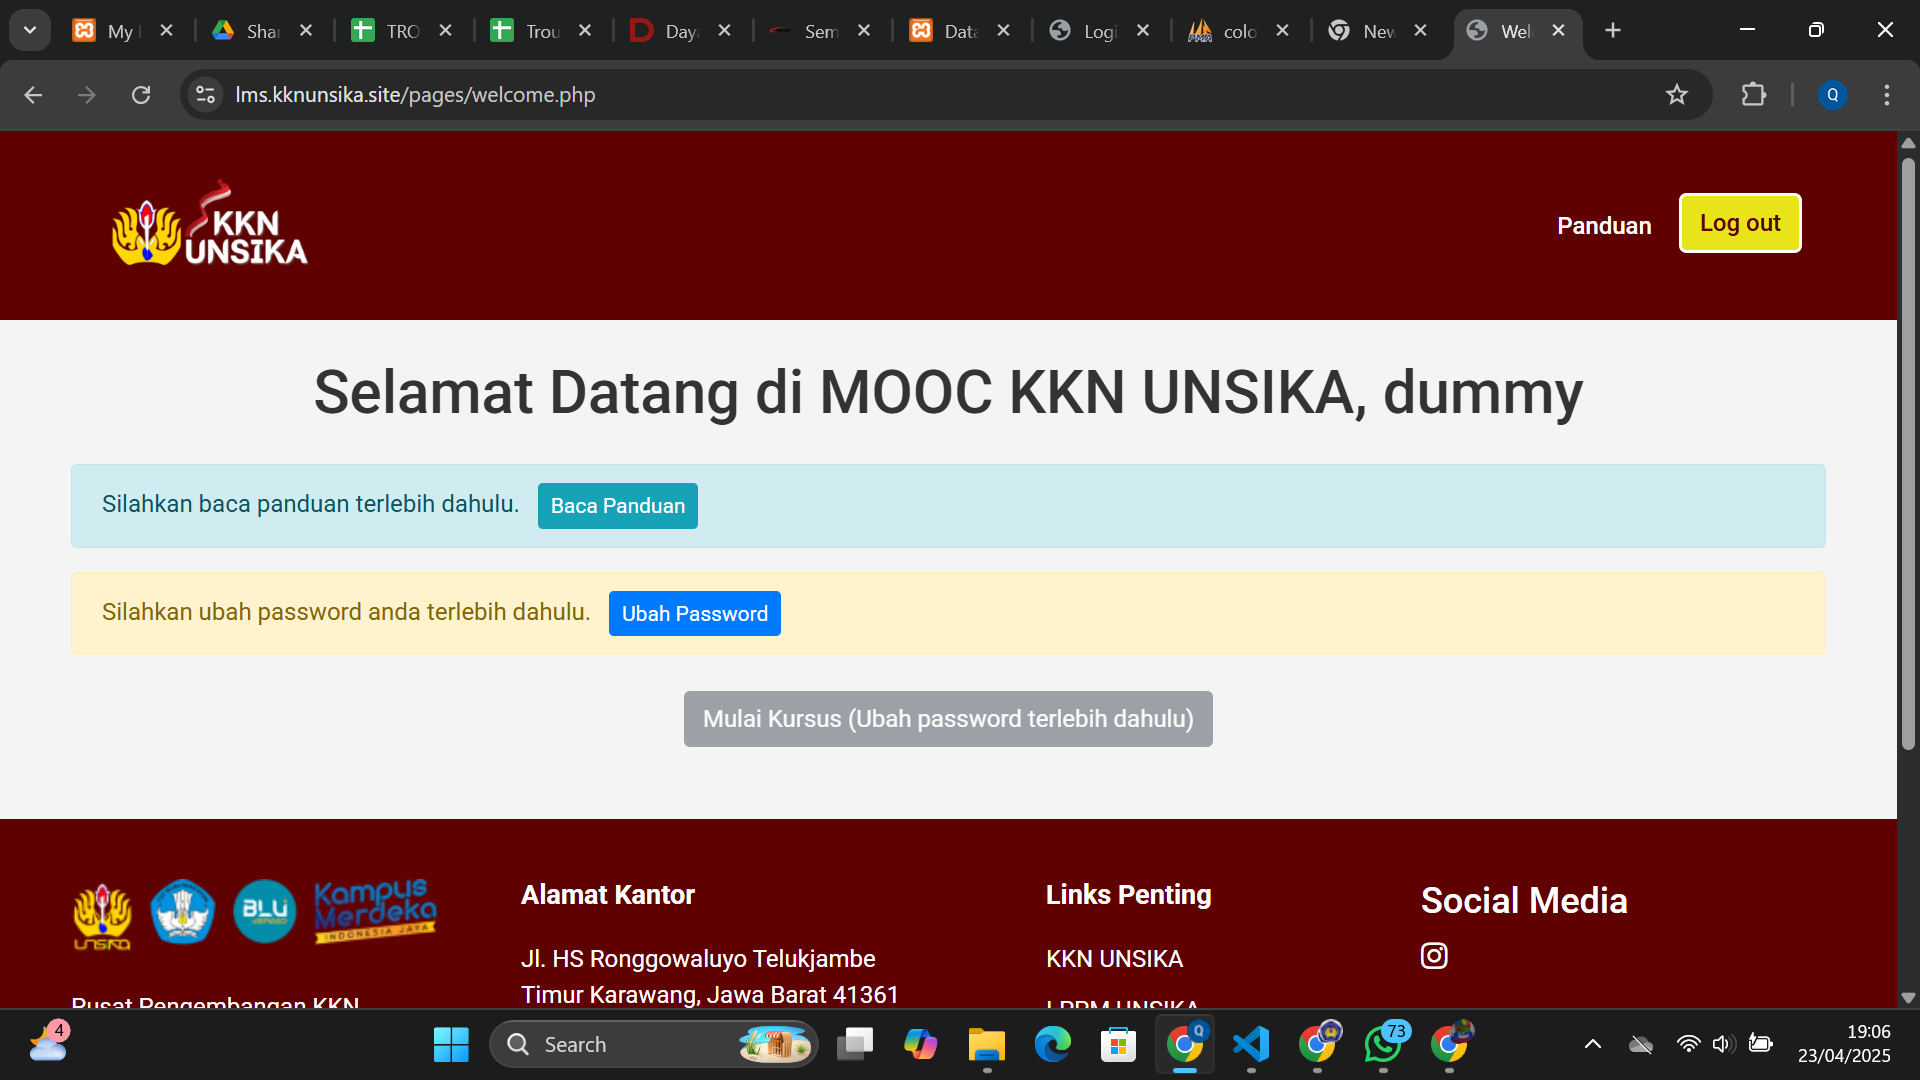 My
Shar
TRO
Trou
Day
Sem
Data
Logi
colo
New
Wel
lms.kknunsika.site/pages/welcome.php
Q
KKN
UNSIKA
Panduan
Log out
Selamat Datang di MOOC KKN UNSIKA, dummy
Silahkan baca panduan terlebih dahulu.
Baca Panduan
Silahkan ubah password anda terlebih dahulu.
Ubah Password
Mulai Kursus (Ubah password terlebih dahulu)
unsika
BLU
Kampus
Merdeka
INDONESIA JAYA
Alamat Kantor
Links Penting
Social Media
Jl. HS Ronggowaluyo Telukjambe
Timur Karawang, Jawa Barat 41361
KKN UNSIKA
LPPM UNSIKA
Pusat Pengembangan KKN
4
Search
Q
73
19:06
23/04/2025